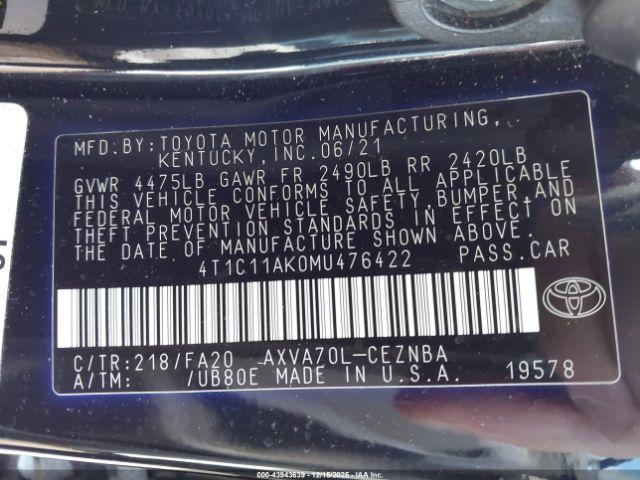 MFD.BY:TOYOTA MOTOR MANUFACTURING,
KENTUCKY,INC.06/21
GVWR 4475LB GAWR FR 2490LB RR 2420LB
THIS VEHICLE CONFORMS TO ALL APPLICABLE
FEDERAL MOTOR VEHICLE SAFETY,BUMPER,AND
THEFT PREVENTION STANDARDS IN EFFECT ON
THE DATE OF MANUFACTURE SHOWN ABOVE.
4T1C11AK0MU476422 PASS.CAR
C/TR:218/FA20 AXVA70L-CEZNBA
A/TM: /UB80E MADE IN U.S.A. 19578
000-43943639 - 12/15/2025 - © IAA Inc.